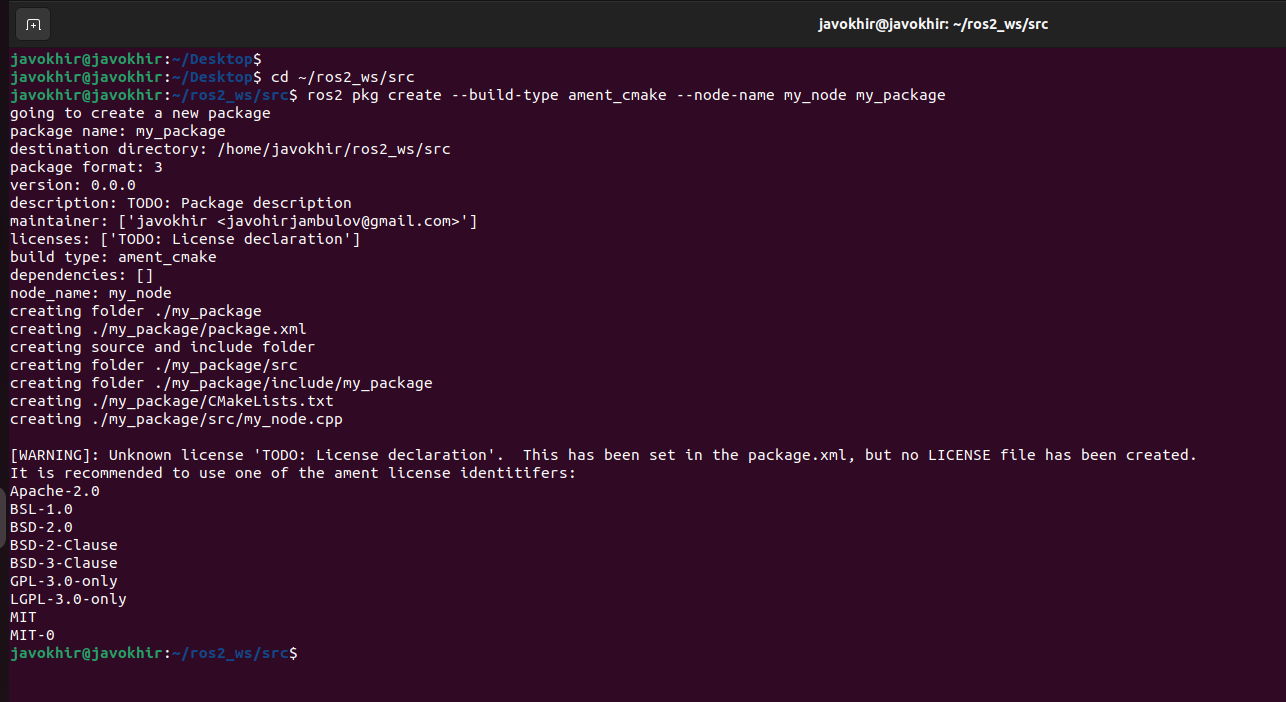 javokhir@javokhir: ~/ros2_ws/src
javokhir@javokhir:~/Desktop$
javokhir@javokhir:~/Desktop$ cd ~/ros2_ws/src
javokhir@javokhir:~/ros2_ws/src$ ros2 pkg create --build-type ament_cmake --node-name my_node my_package
going to create a new package
package name: my_package
destination directory: /home/javokhir/ros2_ws/src
package format: 3
version: 0.0.0
description: TODO: Package description
maintainer: ['javokhir <javohirjambulov@gmail.com>']
licenses: ['TODO: License declaration']
build type: ament_cmake
dependencies: []
node_name: my_node
creating folder ./my_package
creating ./my_package/package.xml
creating source and include folder
creating folder ./my_package/src
creating folder ./my_package/include/my_package
creating ./my_package/CMakeLists.txt
creating ./my_package/src/my_node.cpp

[WARNING]: Unknown license 'TODO: License declaration'.  This has been set in the package.xml, but no LICENSE file has been created.
It is recommended to use one of the ament license identitifers:
Apache-2.0
BSL-1.0
BSD-2.0
BSD-2-Clause
BSD-3-Clause
GPL-3.0-only
LGPL-3.0-only
MIT
MIT-0
javokhir@javokhir:~/ros2_ws/src$